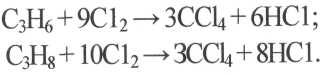 C₃H₆ + 9Cl₂ → 3CCl₄ + 6HCl;
C₃H₈ + 10Cl₂ → 3CCl₄ + 8HCl.